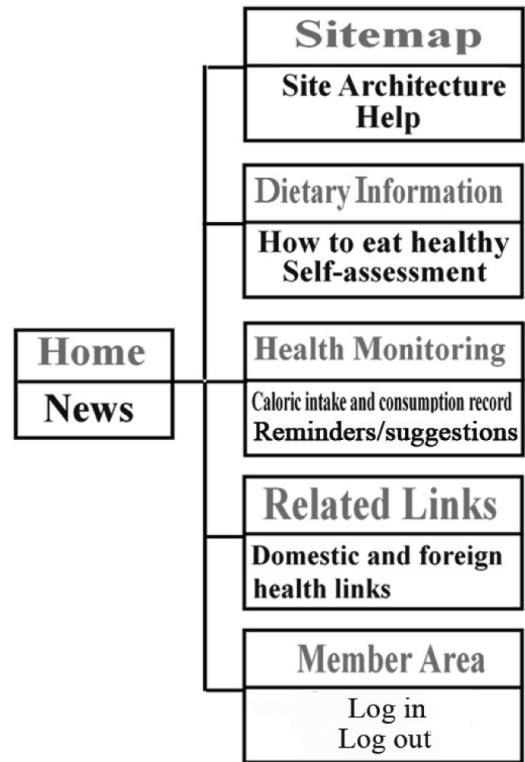 Sitemap
Site Architecture
Help
Dietary Information
How to eat healthy
Self-assessment
Home
News
Health Monitoring
Caloric intake and consumption record
Reminders/suggestions
Related Links
Domestic and foreign
health links
Member Area
Log in
Log out